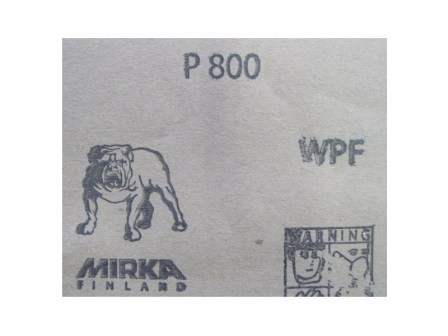 P 800
WPF
WARNING
MIRKA
FINLAND